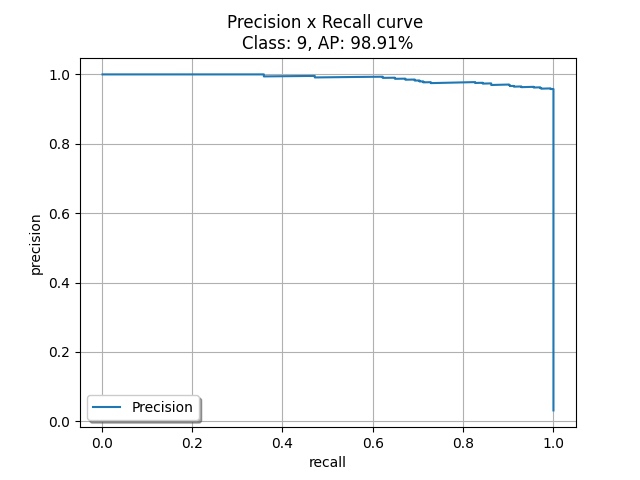 Precision x Recall curve
Class: 9, AP: 98.91%
1.0
0.8
0.6
0.4
0.2
0.0
precision
Precision
0.0 0.2 0.4 0.6 0.8 1.0
recall